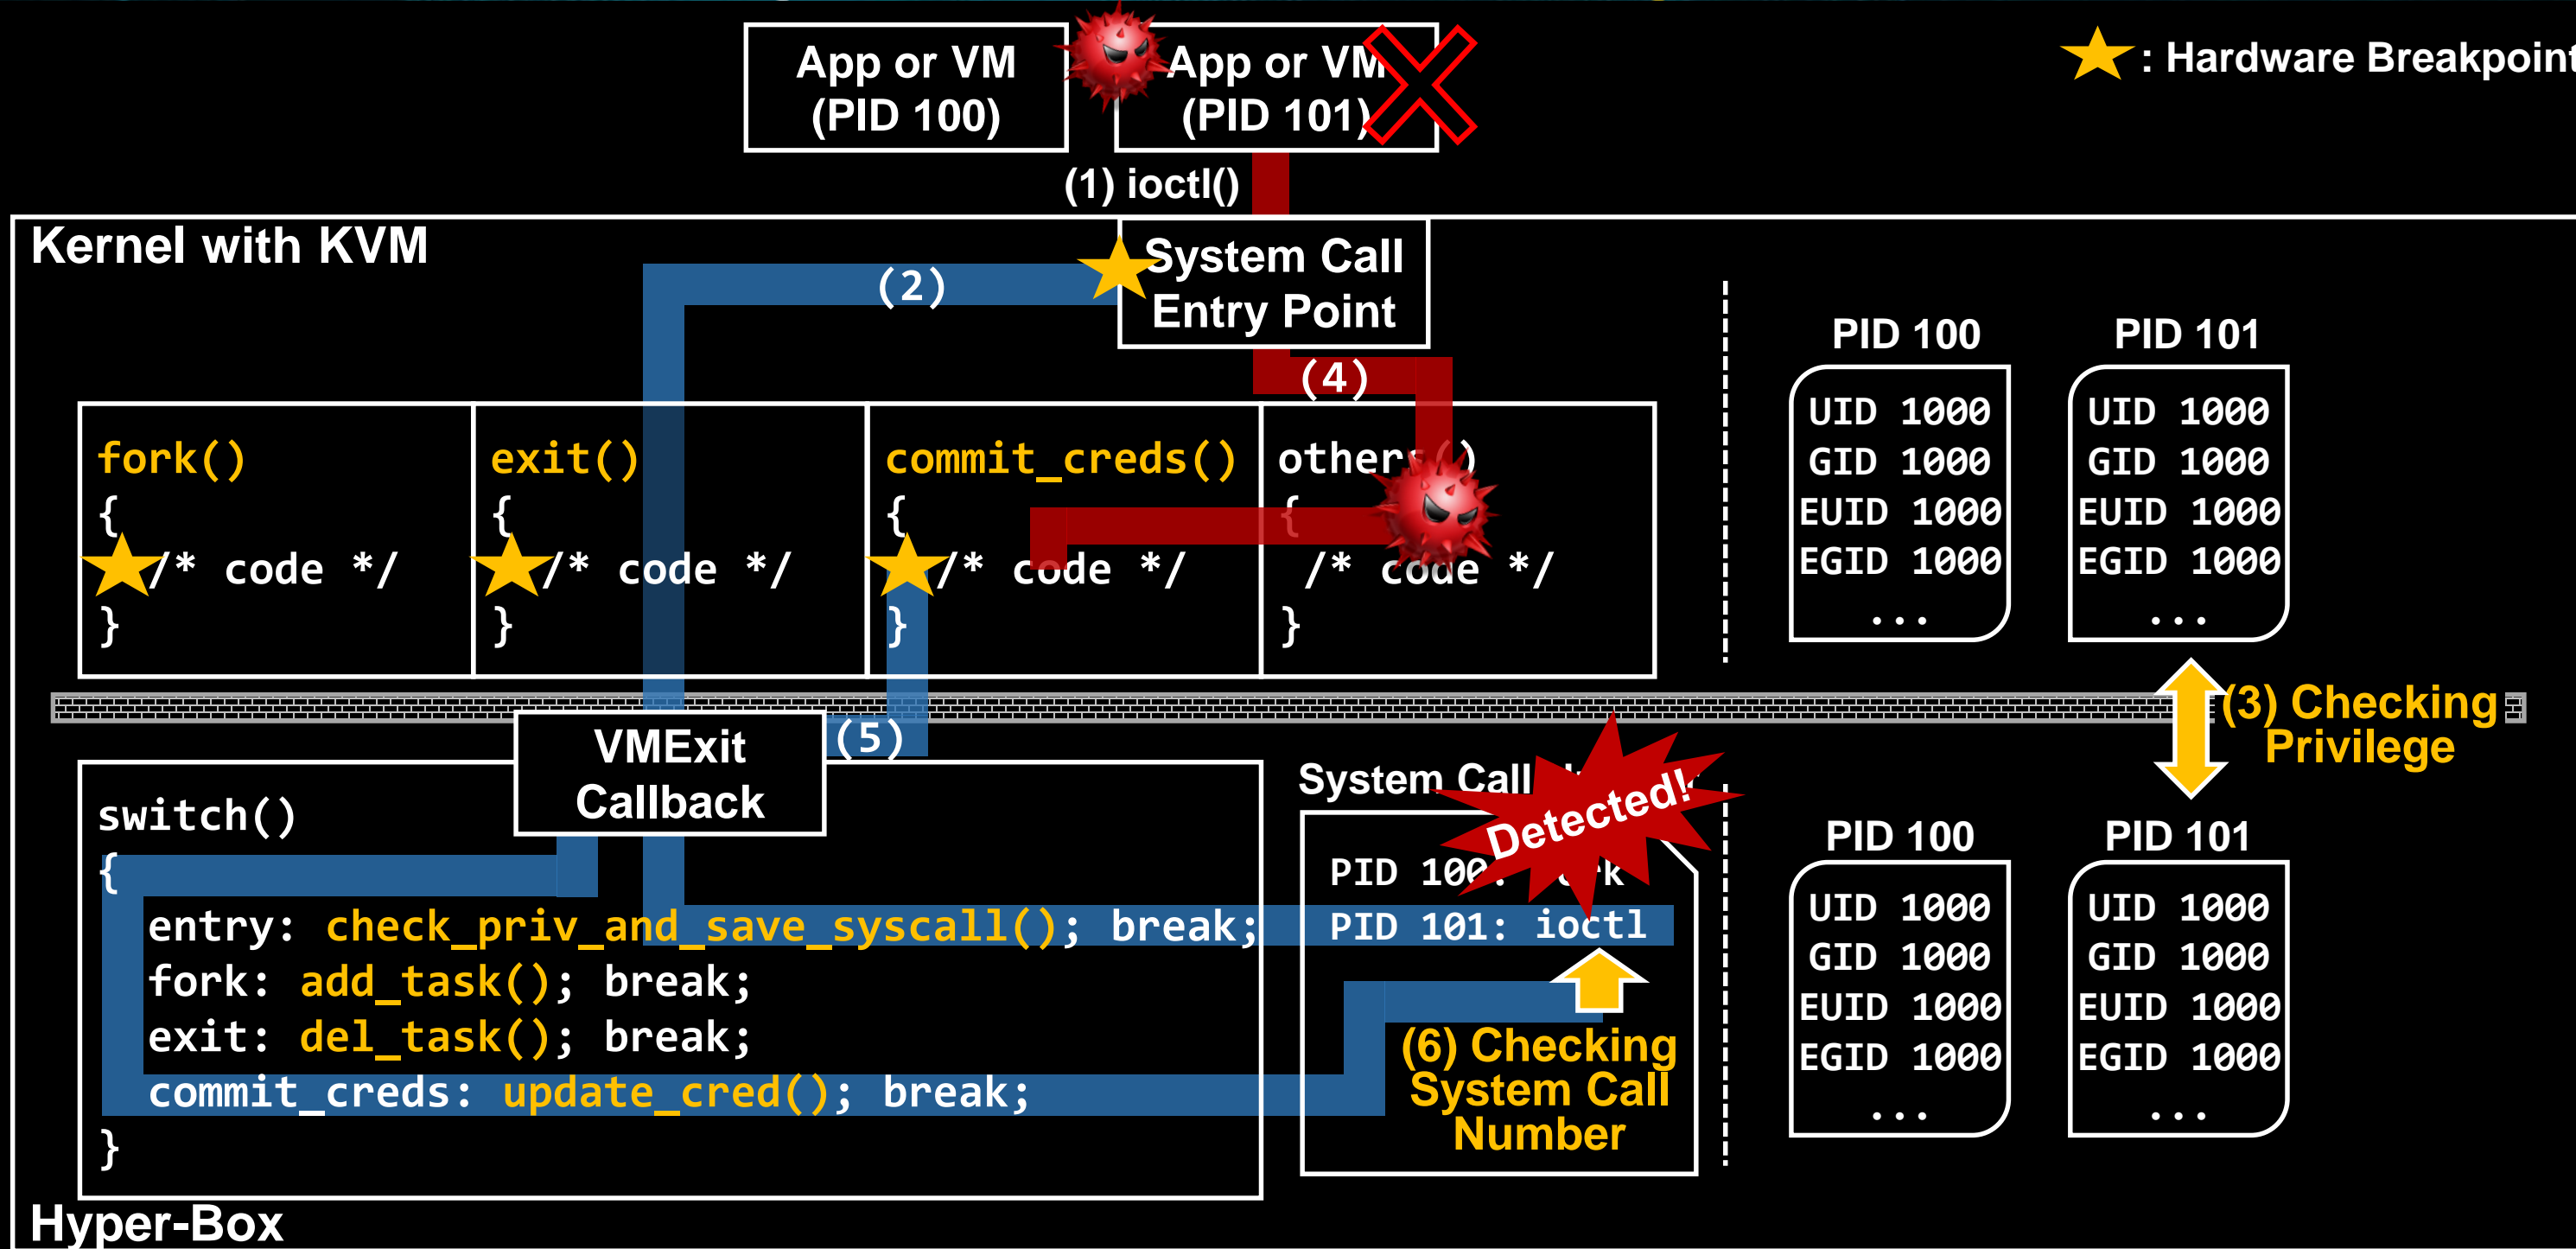 App or VM
(PID 100)
App or VM
(PID 101)
: Hardware Breakpoint
(1) ioctl()
Kernel with KVM
System Call
Entry Point
(2)
(4)
fork()
{
/* code */
}
exit()
{
/* code */
}
commit_creds()
{
/* code */
}
others()
{
/* code */
}
PID 100
UID 1000
GID 1000
EUID 1000
EGID 1000
...
PID 101
UID 1000
GID 1000
EUID 1000
EGID 1000
...
(3) Checking
Privilege
VMExit
Callback
(5)
switch()
{
entry: check_priv_and_save_syscall(); break;
fork: add_task(); break;
exit: del_task(); break;
commit_creds: update_cred(); break;
}
System Call
Detected!
PID 100:
PID 101: ioctl
(6) Checking
System Call
Number
PID 100
UID 1000
GID 1000
EUID 1000
EGID 1000
...
PID 101
UID 1000
GID 1000
EUID 1000
EGID 1000
...
Hyper-Box